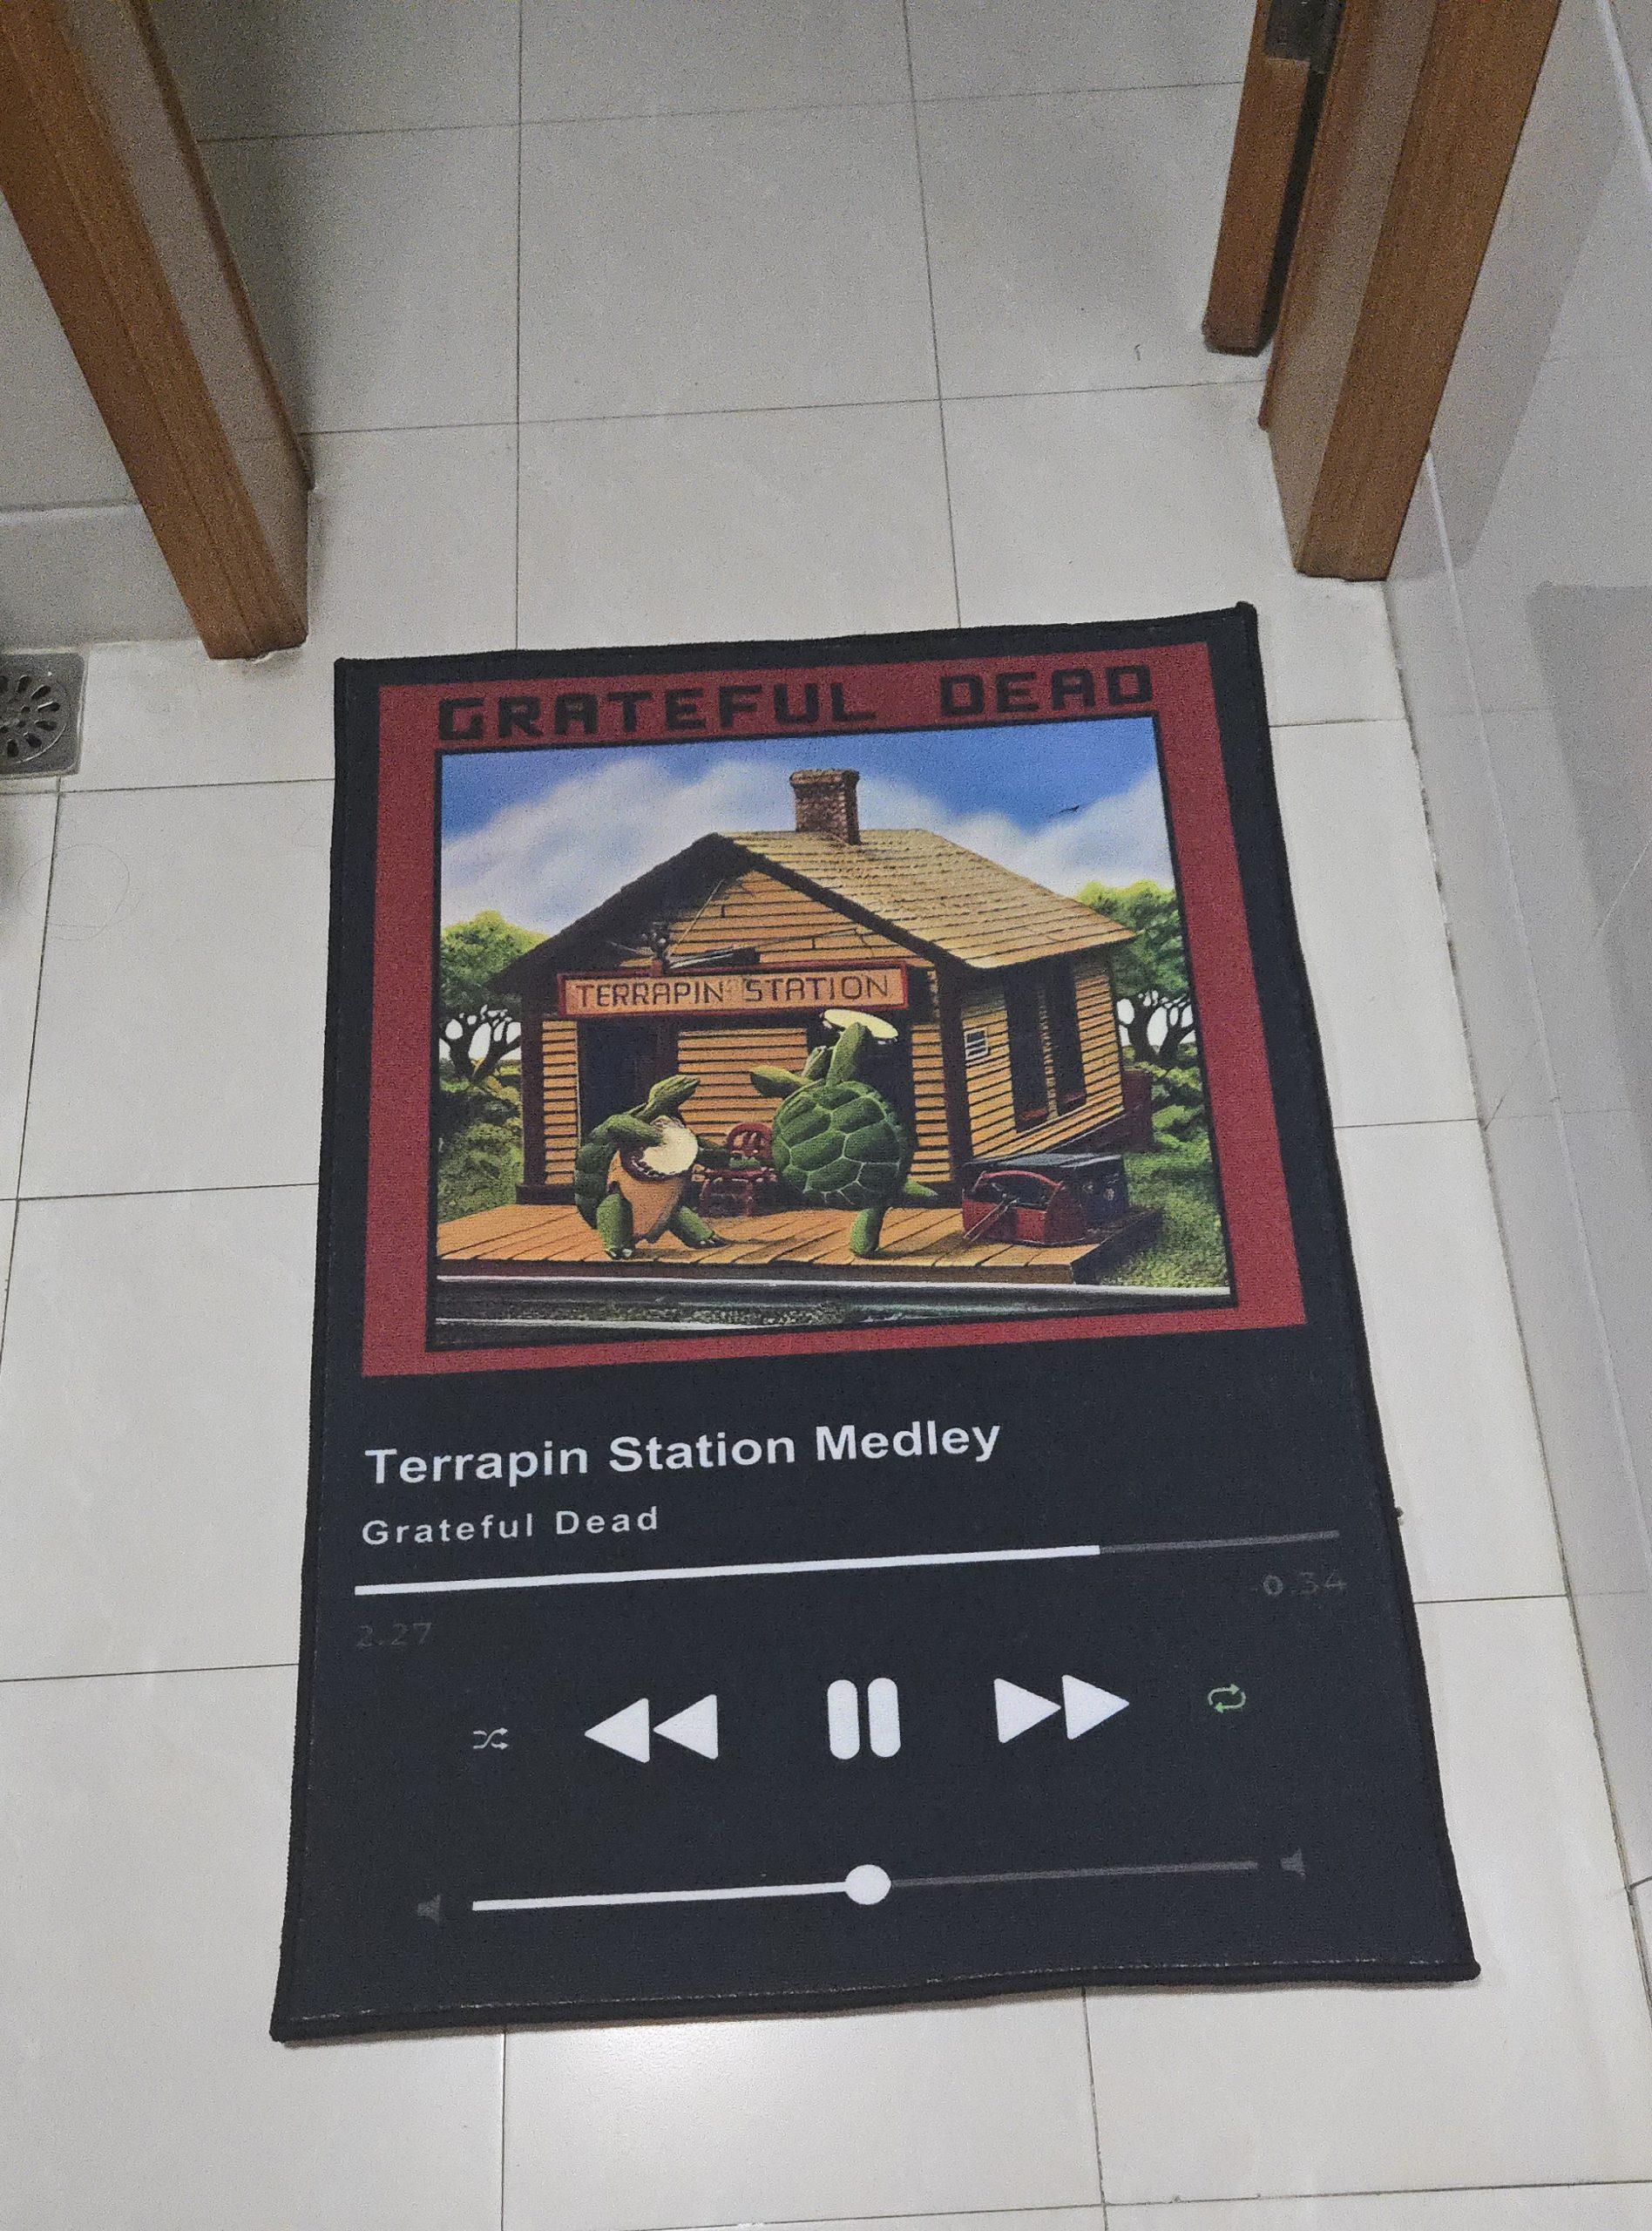 GRATEFUL DEAD
TERRAPIN STATION
Terrapin Station Medley
Grateful Dead
-0.34
2.27